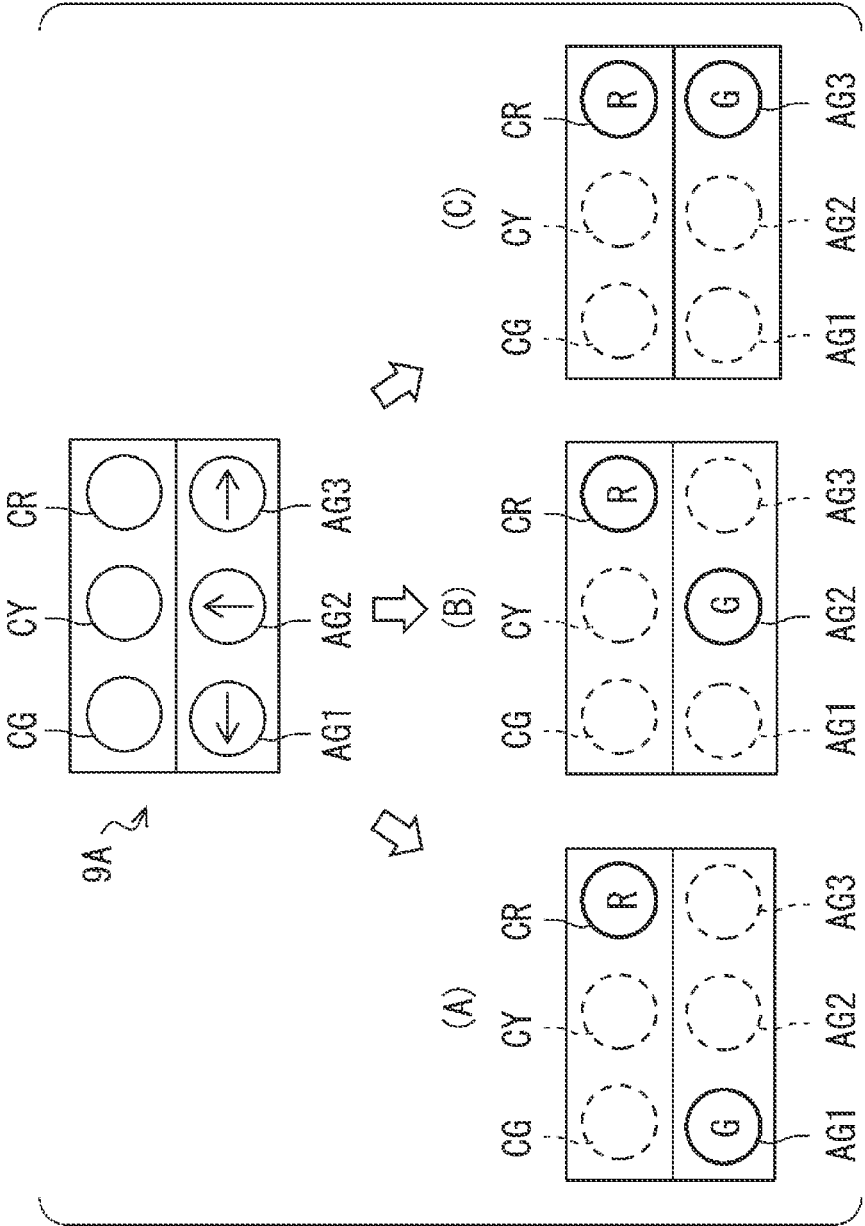 CG CY CR
9A
AG1 AG2 AG3
(A) (B) (C)
CG CY CR CG CY CR CG CY CR
R R R
G G G
AG1 AG2 AG3 AG1 AG2 AG3 AG1 AG2 AG3